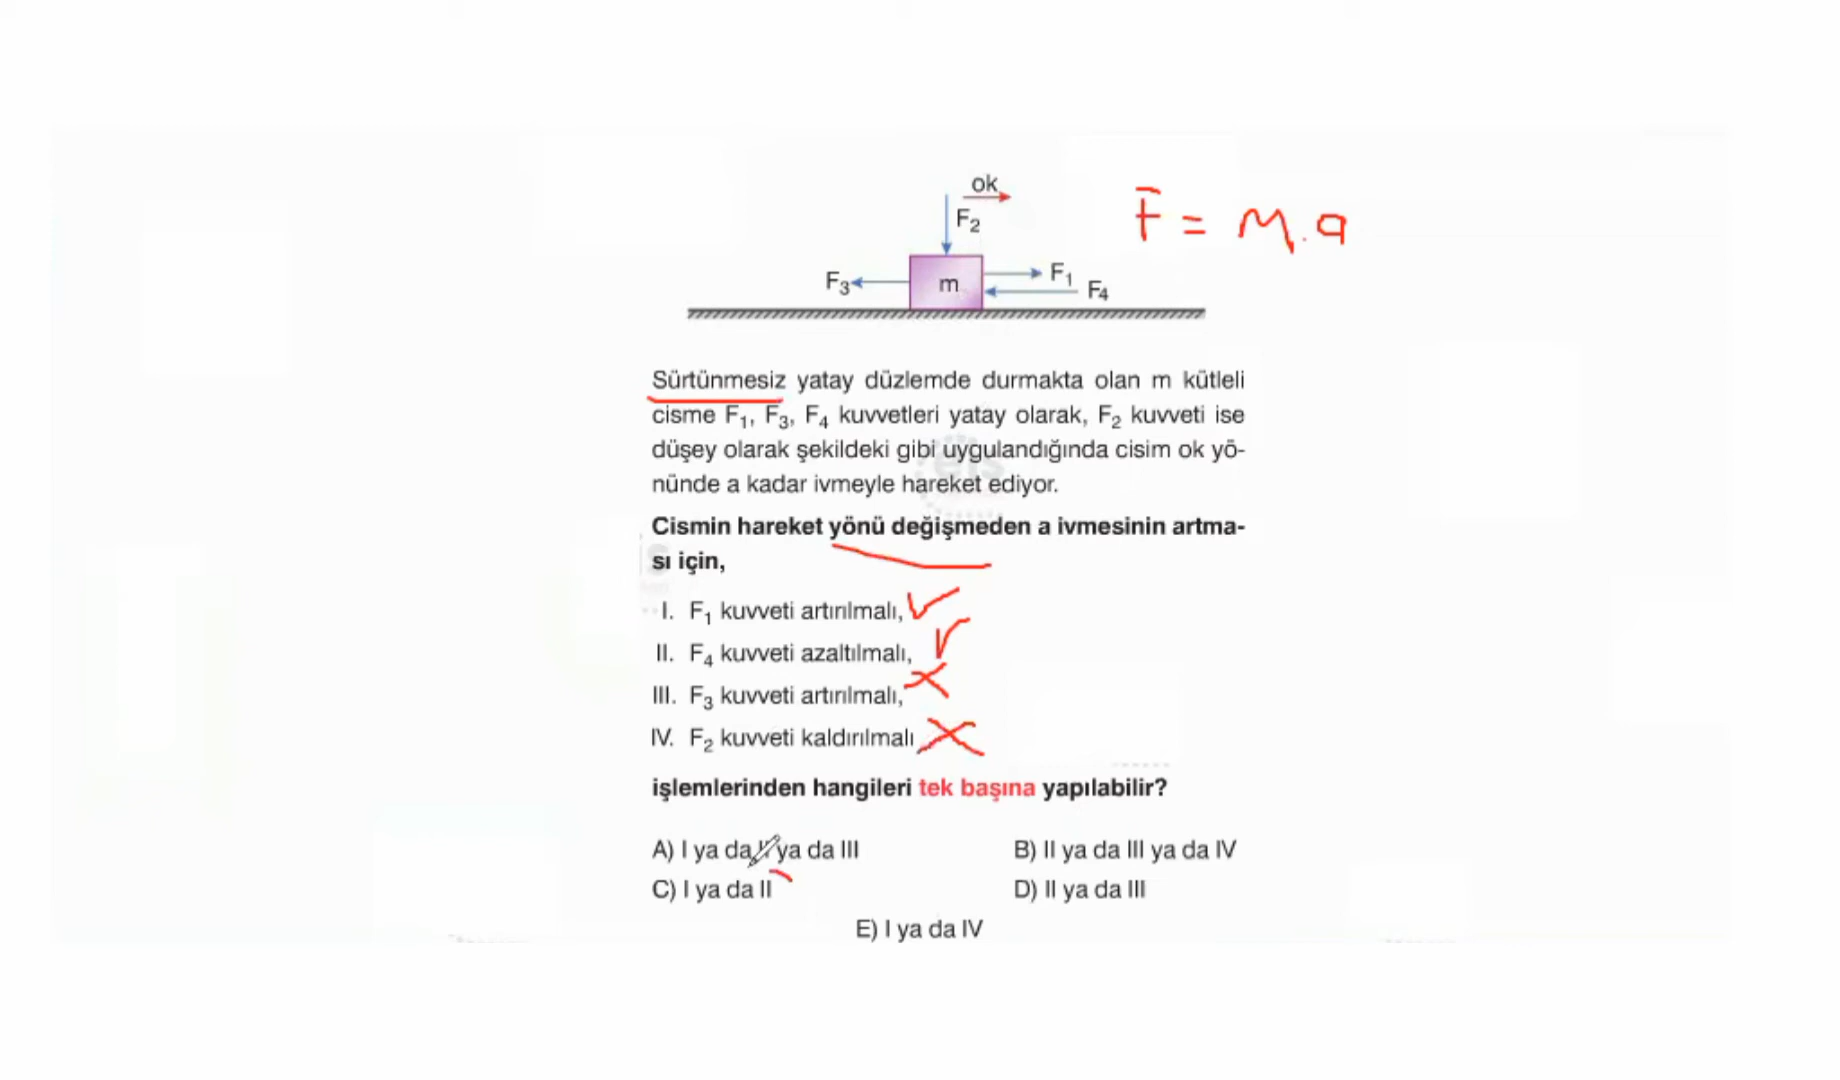 ok
F₂
F = m.a
F₃
m
F₁
F₄
Sürtünmesiz yatay düzlemde durmakta olan m kütleli
cisme F₁, F₃, F₄ kuvvetleri yatay olarak, F₂ kuvveti ise
düşey olarak şekildeki gibi uygulandığında cisim ok yö-
nünde a kadar ivmeyle hareket ediyor.
Cismin hareket yönü değişmeden a ivmesinin artma-
sı için,
I. F₁ kuvveti artırılmalı,
II. F₄ kuvveti azaltılmalı,
III. F₃ kuvveti artırılmalı,
IV. F₂ kuvveti kaldırılmalı
işlemlerinden hangileri tek başına yapılabilir?
A) I ya da ya da III
B) II ya da III ya da IV
C) I ya da II
D) II ya da III
E) I ya da IV